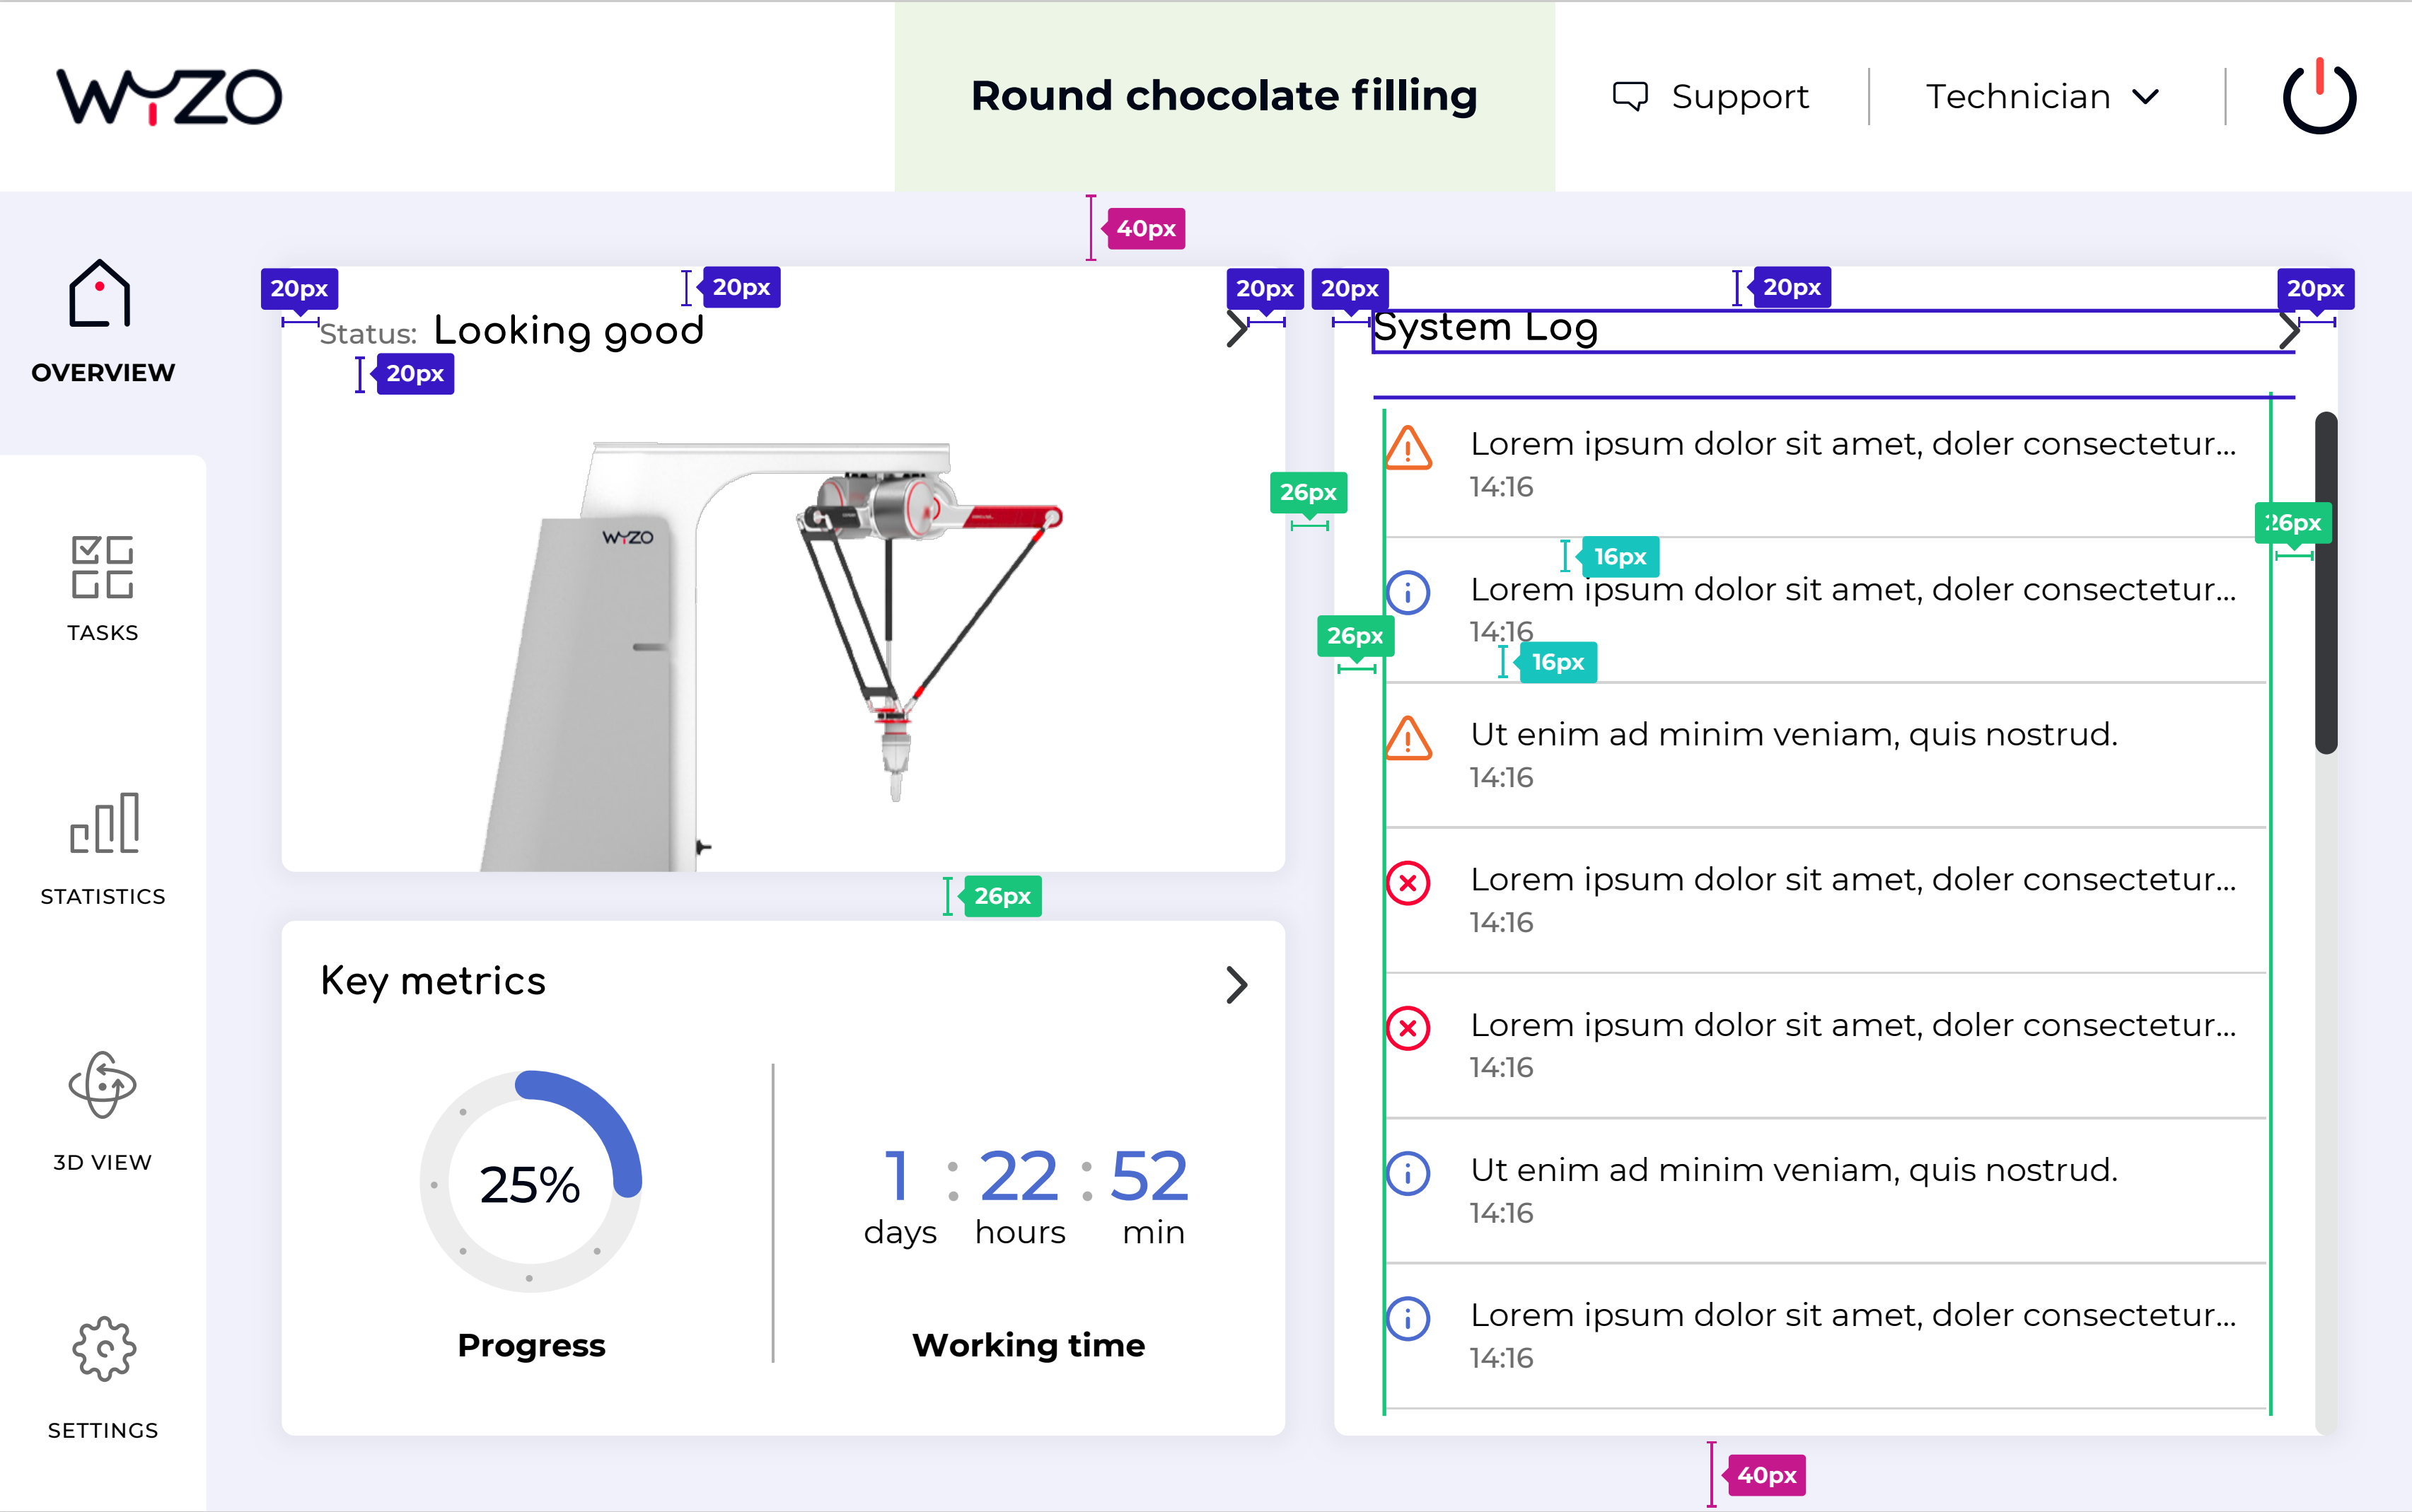 WYZO
Round chocolate filling
Support
Technician
40px
OVERVIEW
TASKS
STATISTICS
3D VIEW
SETTINGS
20px
20px
20px
Status: Looking good
20px
WYZO
26px
26px
Key metrics
25%
Progress
1 : 22 : 52
days hours min
Working time
20px
20px
20px
System Log
Lorem ipsum dolor sit amet, doler consectetur...
14:16
26px
16px
Lorem ipsum dolor sit amet, doler consectetur...
14:16
26px
16px
Ut enim ad minim veniam, quis nostrud.
14:16
Lorem ipsum dolor sit amet, doler consectetur...
14:16
Lorem ipsum dolor sit amet, doler consectetur...
14:16
Ut enim ad minim veniam, quis nostrud.
14:16
Lorem ipsum dolor sit amet, doler consectetur...
14:16
40px